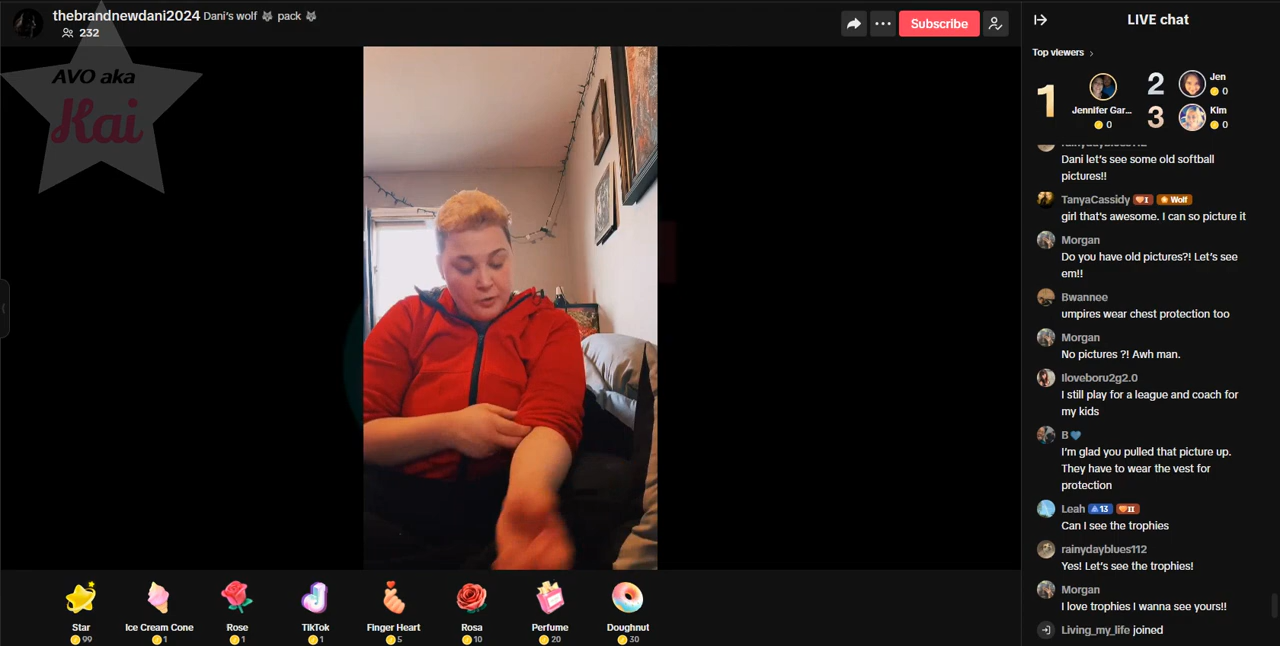 thebrandnewdani2024 Dani's wolf 🐺 pack 🐺
232
Subscribe
AVO aka
Kai
LIVE chat
Top viewers
1
Jennifer Gar...
0
2
Jen
0
3
Kim
0
Dani let's see some old softball
pictures!!
TanyaCassidy I Wolf
girl that's awesome. I can so picture it
Morgan
Do you have old pictures?! Let's see
em!!
Bwannee
umpires wear chest protection too
Morgan
No pictures ?! Awh man.
Iloveboru2g2.0
I still play for a league and coach for
my kids
B 💙
I'm glad you pulled that picture up.
They have to wear the vest for
protection
Leah 13 II
Can I see the trophies
rainydayblues112
Yes! Let's see the trophies!
Morgan
I love trophies I wanna see yours!!
Living_my_life joined
Star
99
Ice Cream Cone
1
Rose
1
TikTok
1
Finger Heart
5
Rosa
10
Perfume
20
Doughnut
30